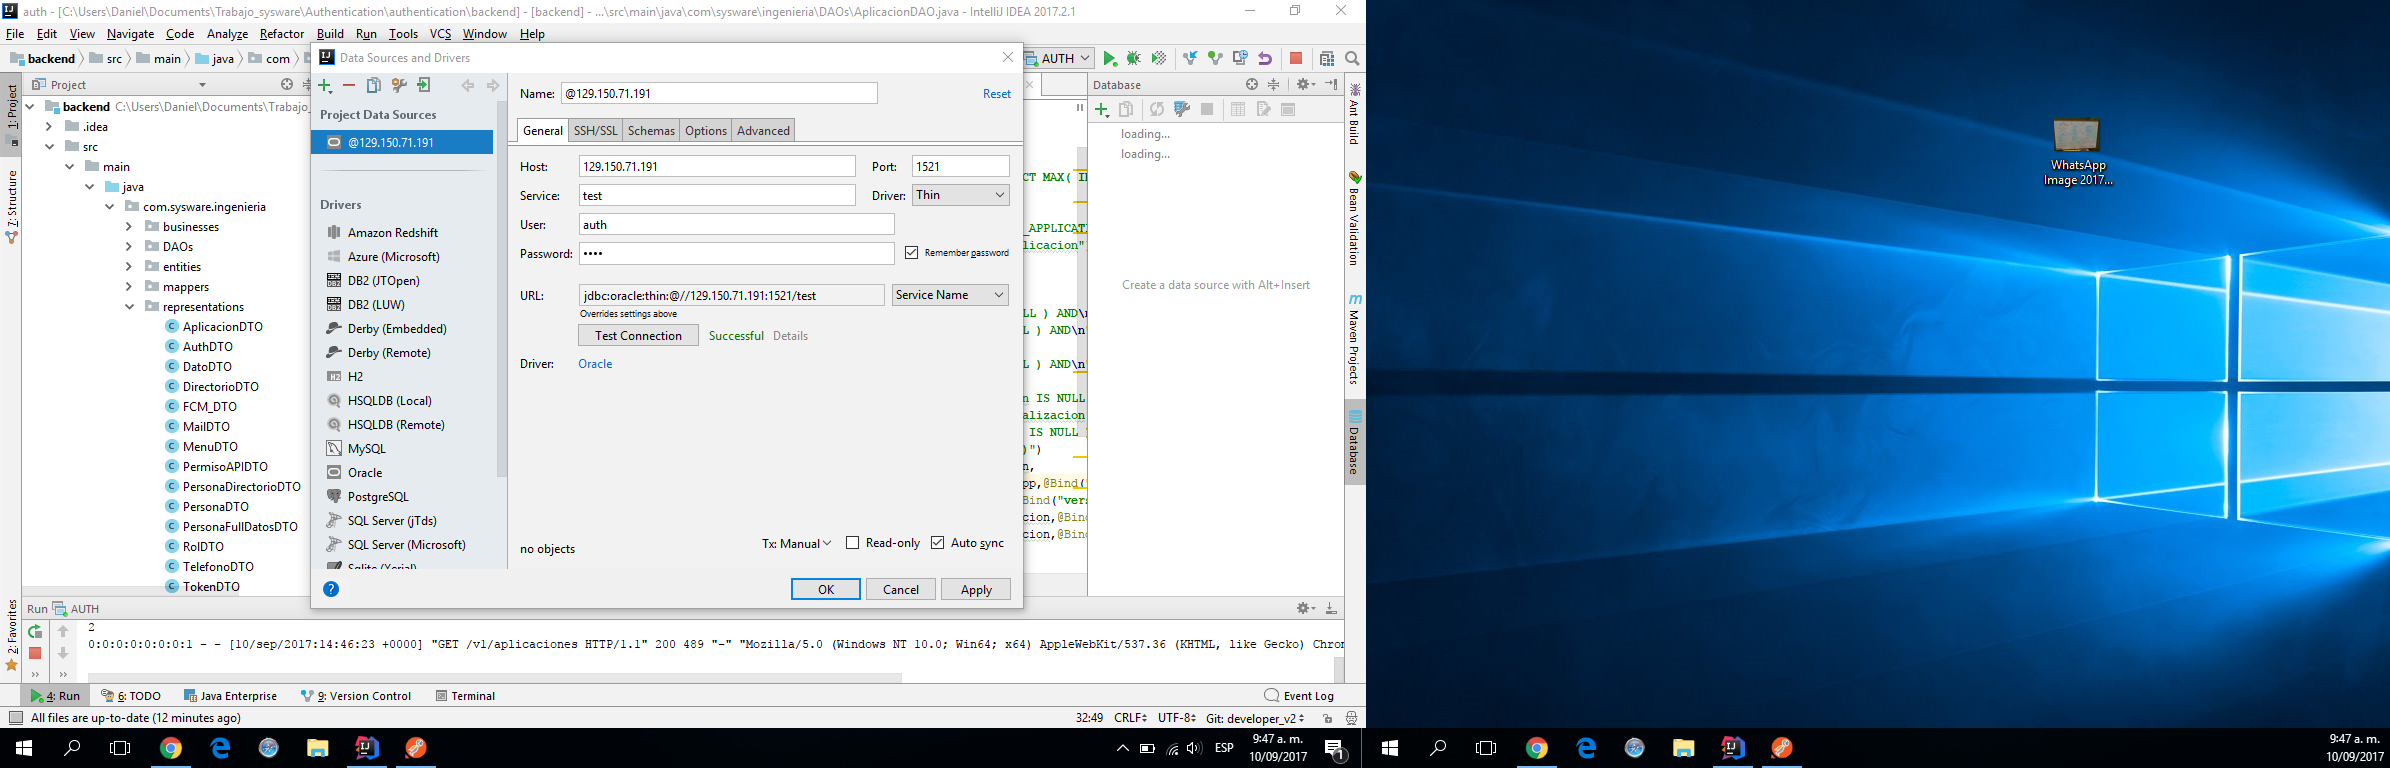 auth - [C:\Users\Daniel\Documents\Trabajo_sysware\Authentication\authentication\backend] - [backend] - ...\src\main\java\com\sysware\ingenieria\DAOs\AplicacionDAO.java - IntelliJ IDEA 2017.2.1
File Edit View Navigate Code Analyze Refactor Build Run Tools VCS Window Help
backend src main java com
AUTH
Data Sources and Drivers
1: Project
7: Structure
2: Favorites
Project
backend C:\Users\Daniel\Documents\Trabajo_
.idea
src
main
java
com.sysware.ingenieria
businesses
DAOs
entities
mappers
representations
AplicacionDTO
AuthDTO
DatoDTO
DirectorioDTO
FCM_DTO
MailDTO
MenuDTO
PermisoAPIDTO
PersonaDirectorioDTO
PersonaDTO
PersonaFullDatosDTO
RolDTO
TelefonoDTO
TokenDTO
Project Data Sources
@129.150.71.191
Drivers
Amazon Redshift
Azure (Microsoft)
DB2 (JTOpen)
DB2 (LUW)
Derby (Embedded)
Derby (Remote)
H2
HSQLDB (Local)
HSQLDB (Remote)
MySQL
Oracle
PostgreSQL
SQL Server (jTds)
SQL Server (Microsoft)
Sqlite (Xerial)
Name: @129.150.71.191 Reset
General SSH/SSL Schemas Options Advanced
Host: 129.150.71.191 Port: 1521
Service: test Driver: Thin
User: auth
Password: •••• Remember password
URL: jdbc:oracle:thin:@//129.150.71.191:1521/test Service Name
Overrides settings above
Test Connection Successful Details
Driver: Oracle
no objects Tx: Manual Read-only Auto sync
? OK Cancel Apply
CT MAX( I
_APPLICAT
licacion"
LL ) AND\n
L ) AND\n
L ) AND\n
n IS NULL
alizacion
IS NULL
)")
n,
pp,@Bind("
Bind("vers
cion,@Bind
cion,@Bind
Database
loading...
loading...
Create a data source with Alt+Insert
Ant Build
Bean Validation
Maven Projects
Database
Run AUTH
2
0:0:0:0:0:0:0:1 - - [10/sep/2017:14:46:23 +0000] "GET /v1/aplicaciones HTTP/1.1" 200 489 "-" "Mozilla/5.0 (Windows NT 10.0; Win64; x64) AppleWebKit/537.36 (KHTML, like Gecko) Chrom
4: Run 6: TODO Java Enterprise 9: Version Control Terminal Event Log
All files are up-to-date (12 minutes ago) 32:49 CRLF UTF-8 Git: developer_v2
ESP
9:47 a. m.
10/09/2017
1
WhatsApp
Image 2017...
9:47 a. m.
10/09/2017